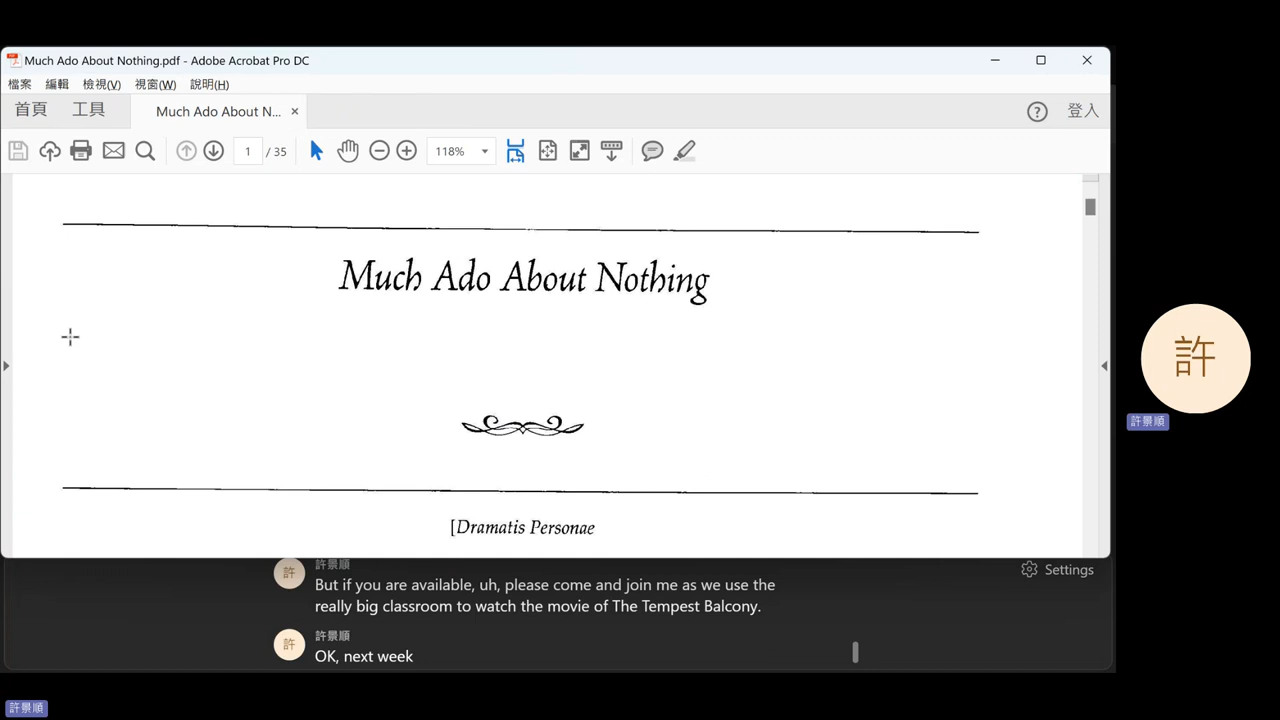 Much Ado About Nothing.pdf - Adobe Acrobat Pro DC
檔案 編輯 檢視(V) 視窗(W) 說明(H)
首頁 工具 Much Ado About N... × ? 登入
1 / 35 118%
Much Ado About Nothing
[Dramatis Personae
許
許景順
許
許景順
But if you are available, uh, please come and join me as we use the
really big classroom to watch the movie of The Tempest Balcony.
Settings
許
許景順
OK, next week
許景順